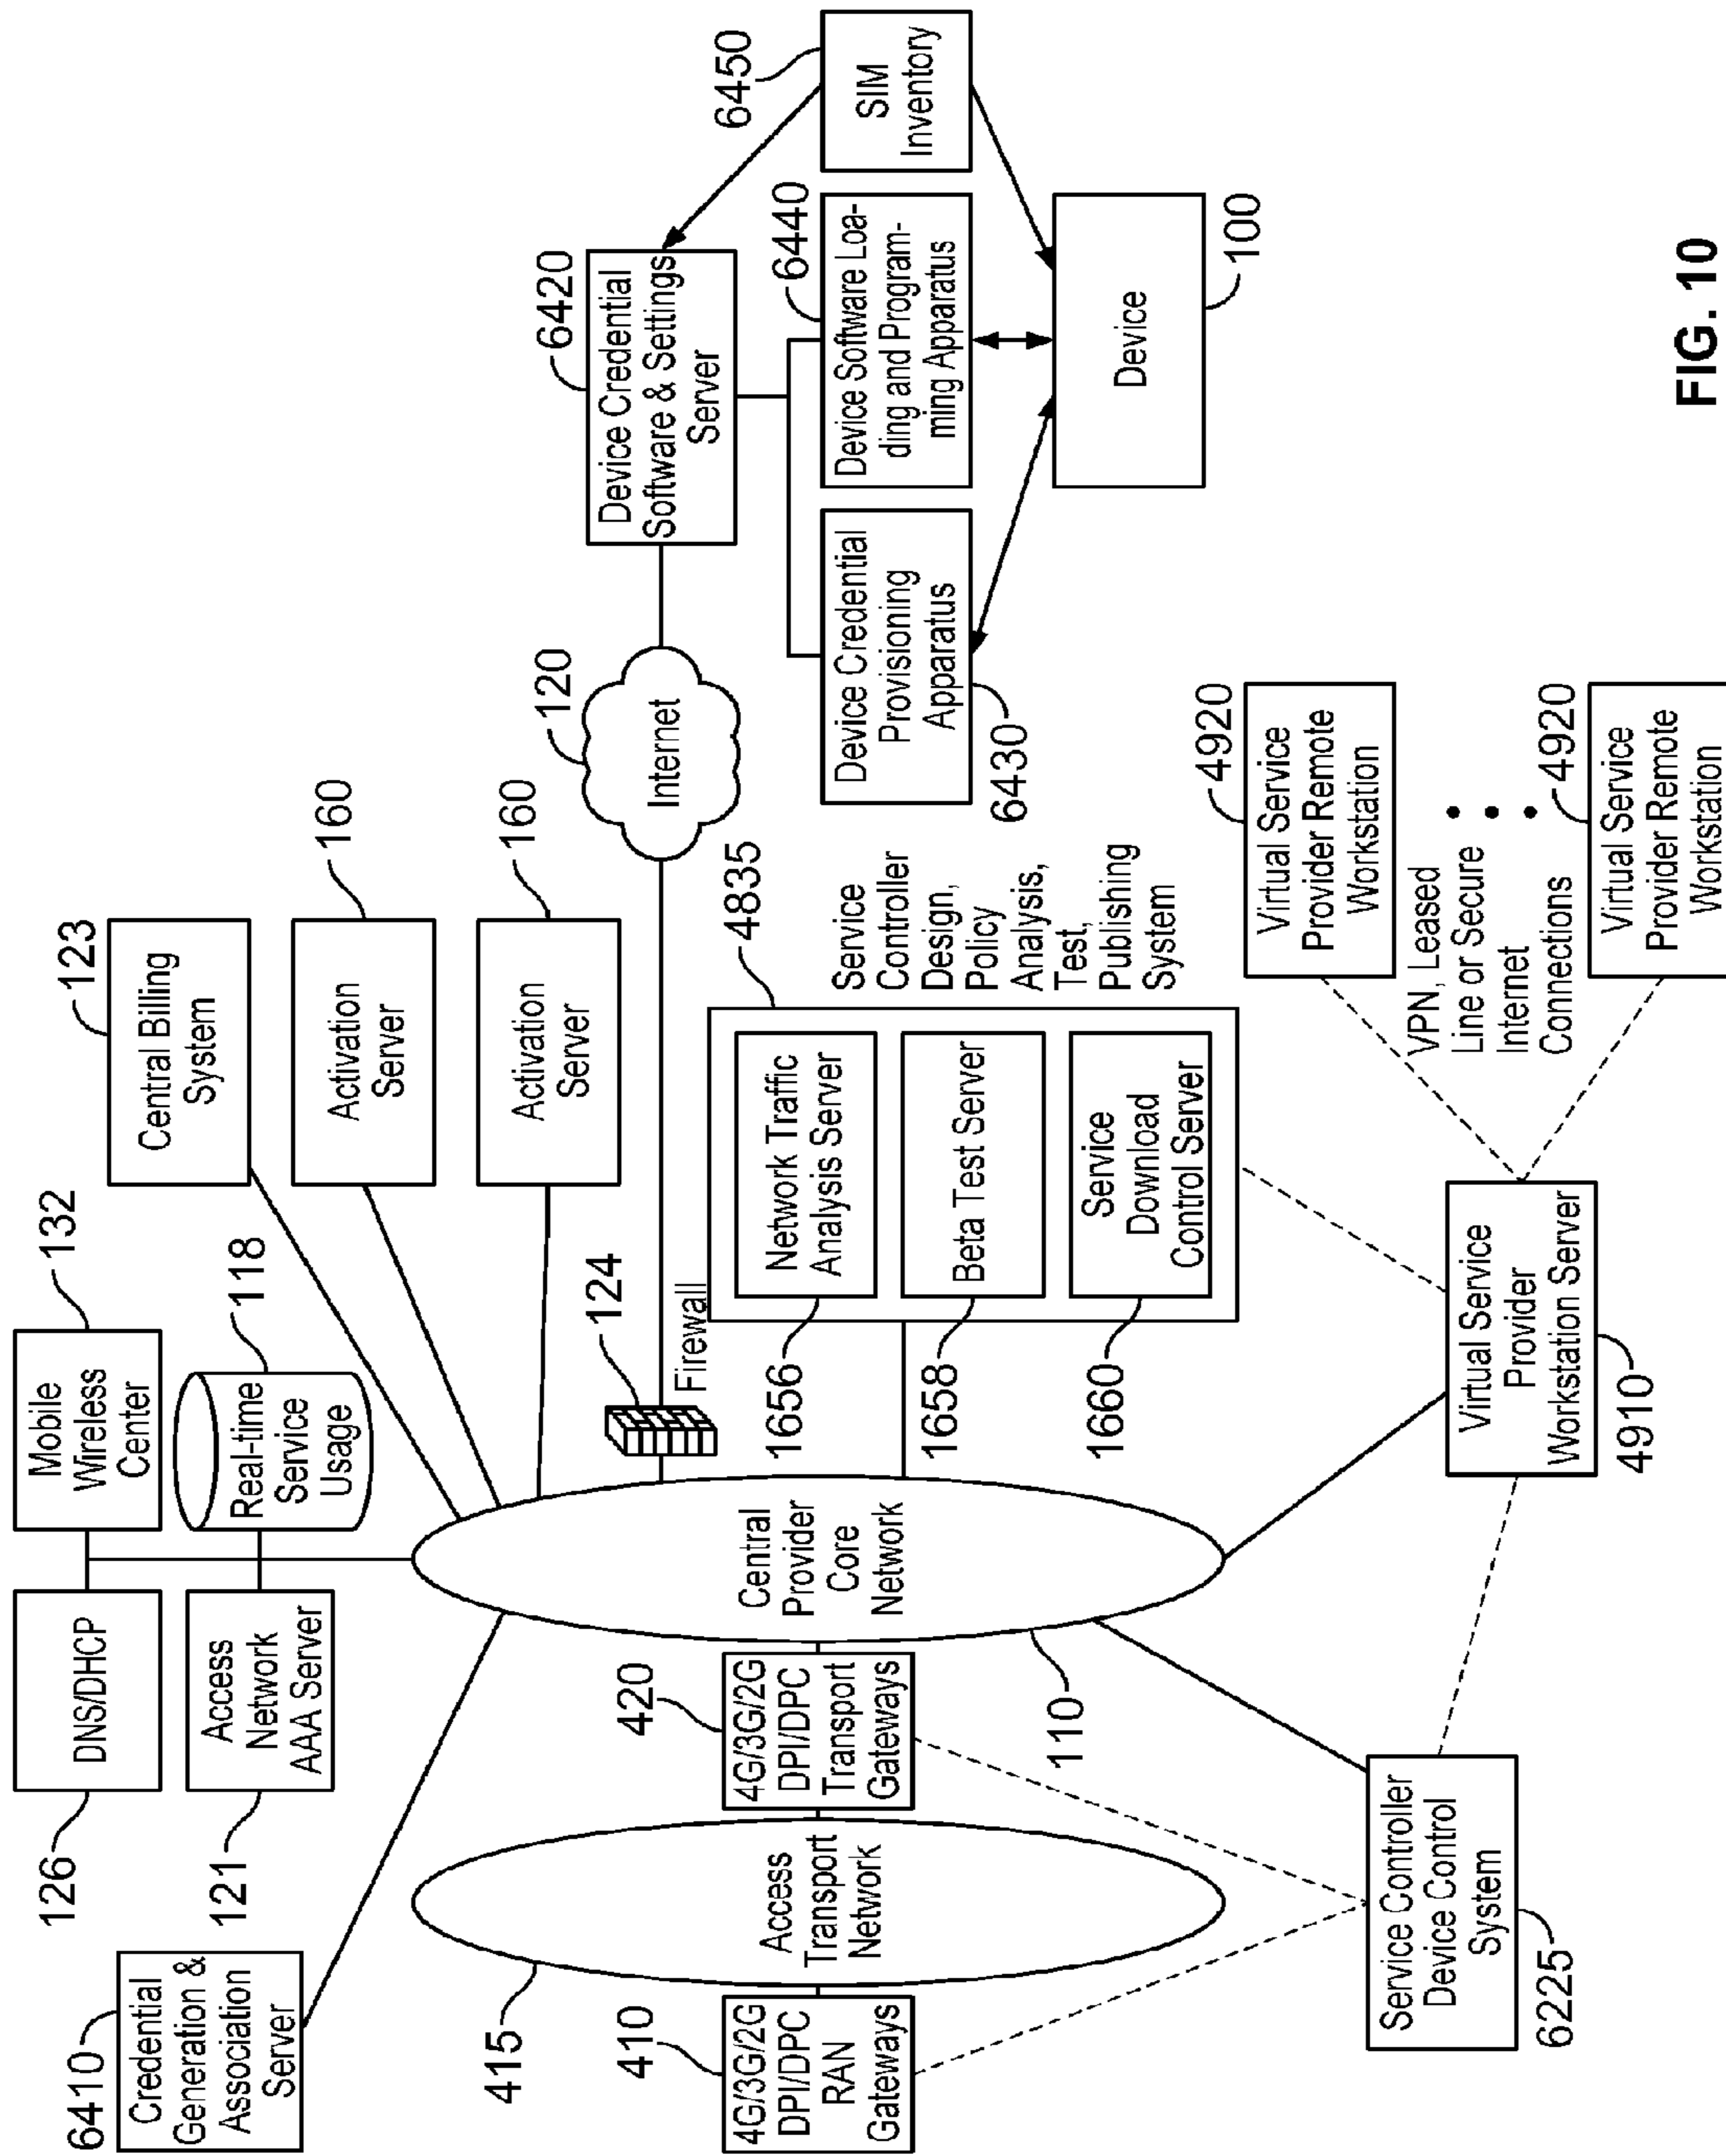 6410
Credential
Generation &
Association
Server
126
DNS/DHCP
Mobile
Wireless
Center
132
121
Access
Network
AAA Server
Real-time
Service
Usage
118
123
Central Billing
System
Activation
Server
160
Activation
Server
160
415
Access
Transport
Network
410
4G/3G/2G
DPI/DPC
RAN
Gateways
420
4G/3G/2G
DPI/DPC
Transport
Gateways
Central
Provider
Core
Network
110
124
Firewall
120
Internet
6420
Device Credential
Software & Settings
Server
4835
Service
Controller
Design,
Policy
Analysis,
Test,
Publishing
System
1656
Network Traffic
Analysis Server
1658
Beta Test Server
1660
Service
Download
Control Server
Device Credential
Provisioning
Apparatus
6430
6440
Device Software Loa-
ding and Program-
ming Apparatus
6450
SIM
Inventory
Device
100
6225
Service Controller
Device Control
System
Virtual Service
Provider
Workstation Server
4910
VPN, Leased
Line or Secure
Internet
Connections
4920
Virtual Service
Provider Remote
Workstation
4920
Virtual Service
Provider Remote
Workstation
FIG. 10